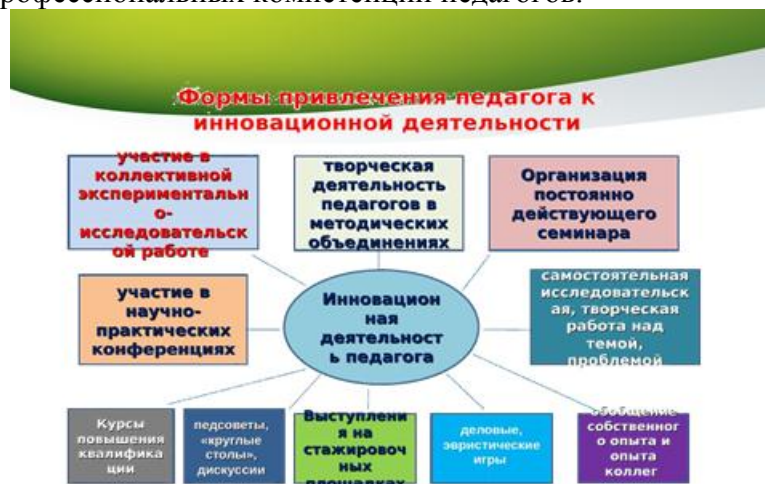 профессиональных компетенций педагогов.
Формы привлечения педагога к
инновационной деятельности
участие в
коллективной
экспериментальн
о-
исследовательск
ой работе
творческая
деятельность
педагогов в
методических
объединениях
Организация
постоянно
действующего
семинара
участие в
научно-
практических
конференциях
Инновацион
ная
деятельност
ь педагога
самостоятельная
исследовательск
ая, творческая
работа над
темой,
проблемой
Курсы
повышения
квалифика
ции
педсоветы,
«круглые
столы»,
дискуссии
Выступлени
я на
стажировоч
ных
площадках
деловые,
эвристические
игры
обобщение
собственног
о опыта и
опыта
коллег